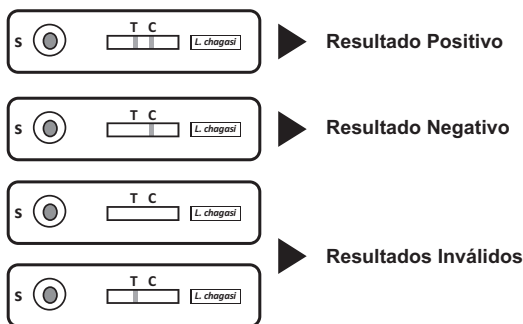 T C
S
L. chagasi
Resultado Positivo
T C
S
L. chagasi
Resultado Negativo
T C
S
L. chagasi
Resultados Inválidos
T C
S
L. chagasi